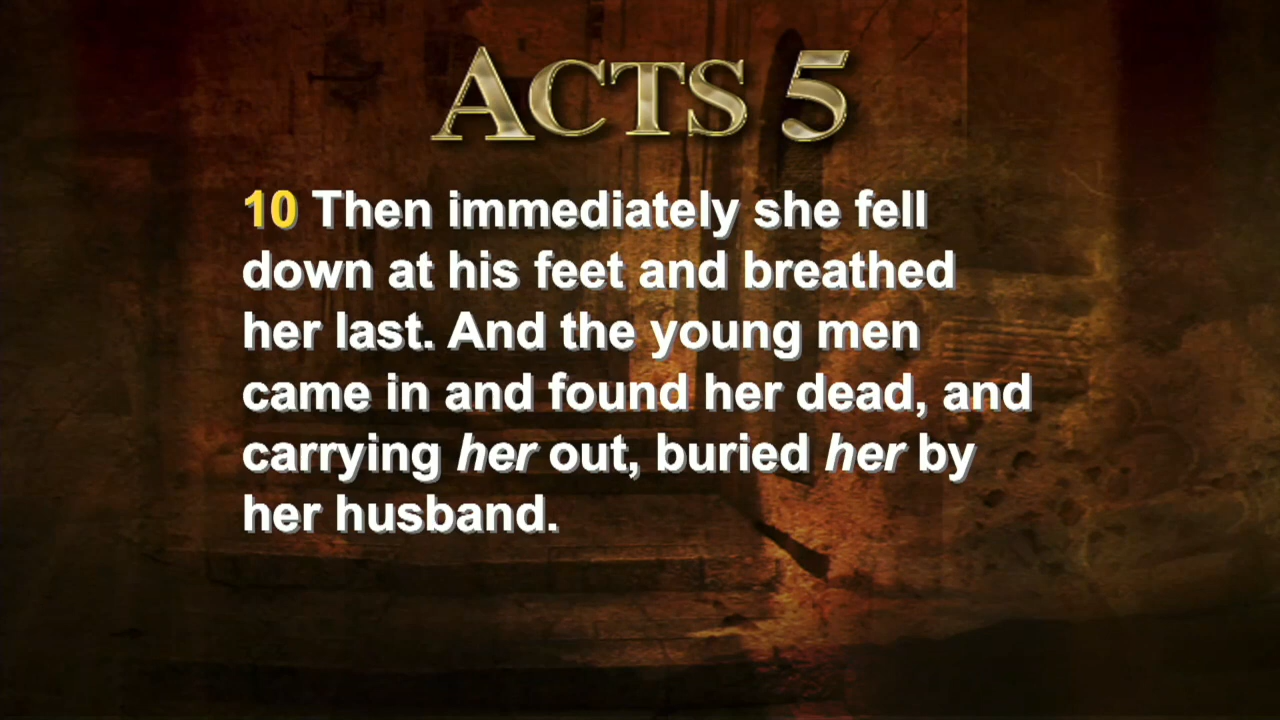 ACTS 5
10 Then immediately she fell
down at his feet and breathed
her last. And the young men
came in and found her dead, and
carrying her out, buried her by
her husband.